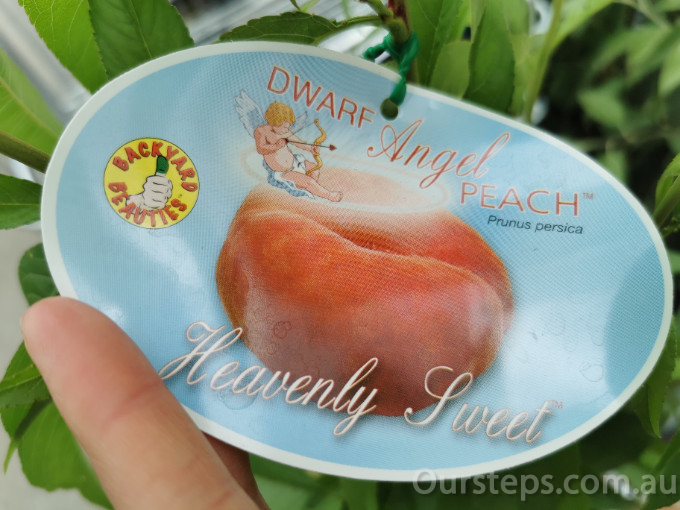 DWARF
Angel
PEACH™
Prunus persica
BACKYARD
BEAUTIES
Heavenly Sweet™
Oursteps.com.au